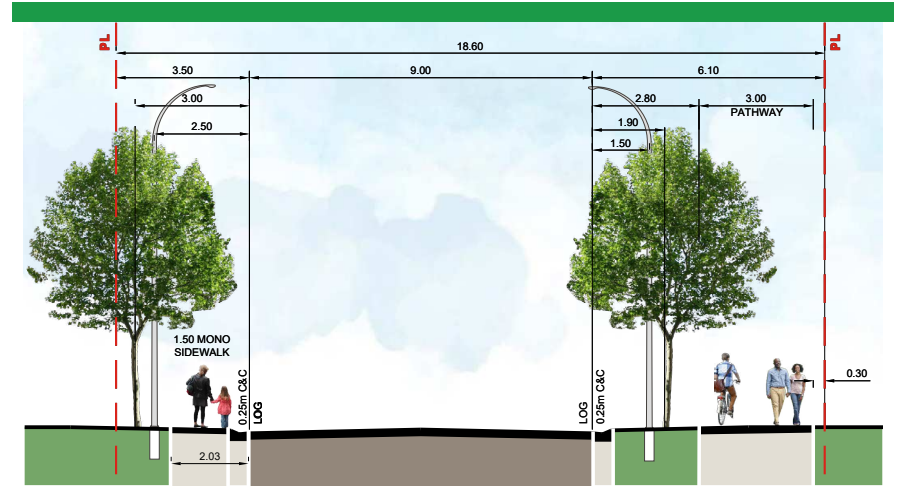 PL
PL
18.60
3.50
9.00
6.10
3.00
2.80
3.00
PATHWAY
2.50
1.90
1.50
1.50 MONO
SIDEWALK
0.25m C&C
LOG
LOG
0.25m C&C
0.30
2.03